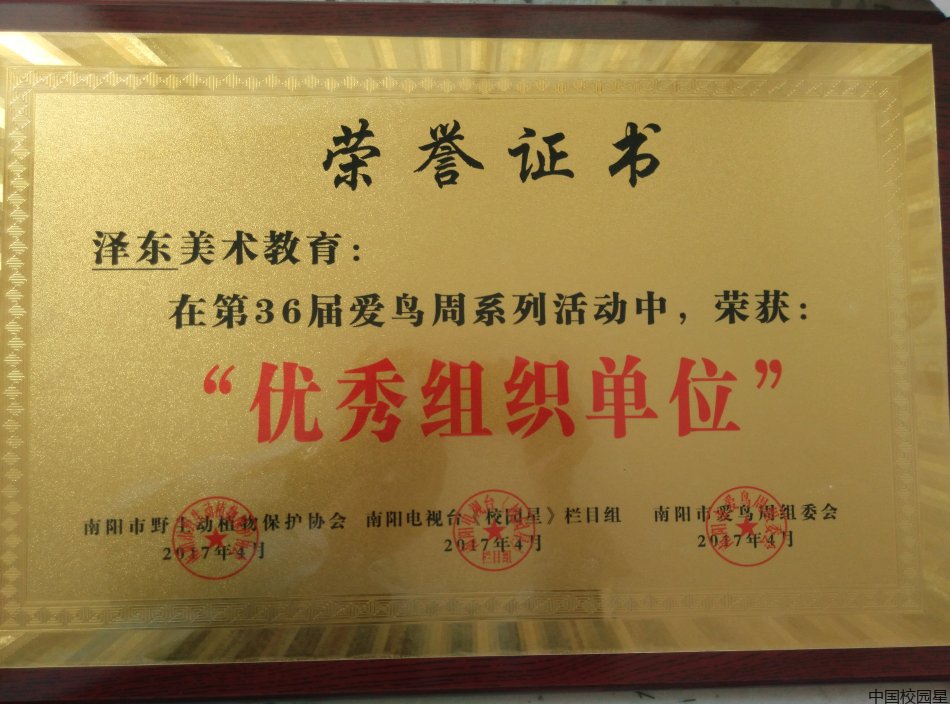 荣誉证书
泽东美术教育：
在第36届爱鸟周系列活动中，荣获：
“优秀组织单位”
南阳市野生动植物保护协会 南阳电视台《校园星》栏目组 南阳市爱鸟周组委会
2017年4月 2017年4月 2017年4月
栏目组
中国校园星